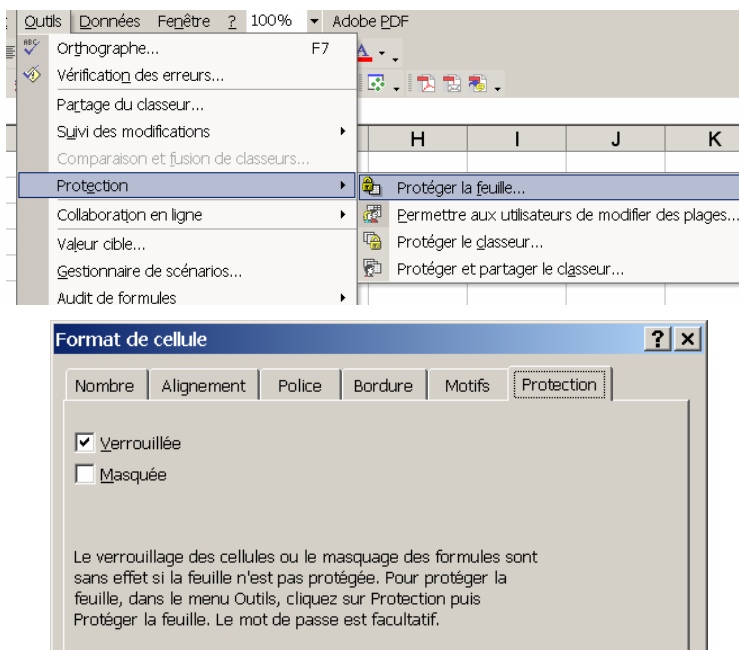 Outils Données Fenêtre ? 100% Adobe PDF
Orthographe... F7
Vérification des erreurs...
Partage du classeur...
Suivi des modifications
H I J K
Comparaison et fusion de classeurs...
Protection
Protéger la feuille...
Collaboration en ligne
Permettre aux utilisateurs de modifier des plages...
Valeur cible...
Protéger le classeur...
Gestionnaire de scénarios...
Protéger et partager le classeur...
Audit de formules
Format de cellule
Nombre Alignement Police Bordure Motifs Protection
Verrouillée
Masquée
Le verrouillage des cellules ou le masquage des formules sont
sans effet si la feuille n'est pas protégée. Pour protéger la
feuille, dans le menu Outils, cliquez sur Protection puis
Protéger la feuille. Le mot de passe est facultatif.